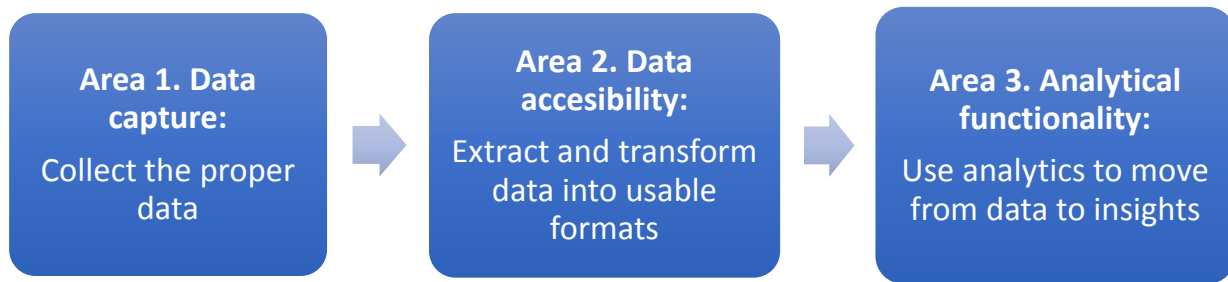 Area 1. Data
capture:
Collect the proper
data
Area 2. Data
accesibility:
Extract and transform
data into usable
formats
Area 3. Analytical
functionality:
Use analytics to move
from data to insights